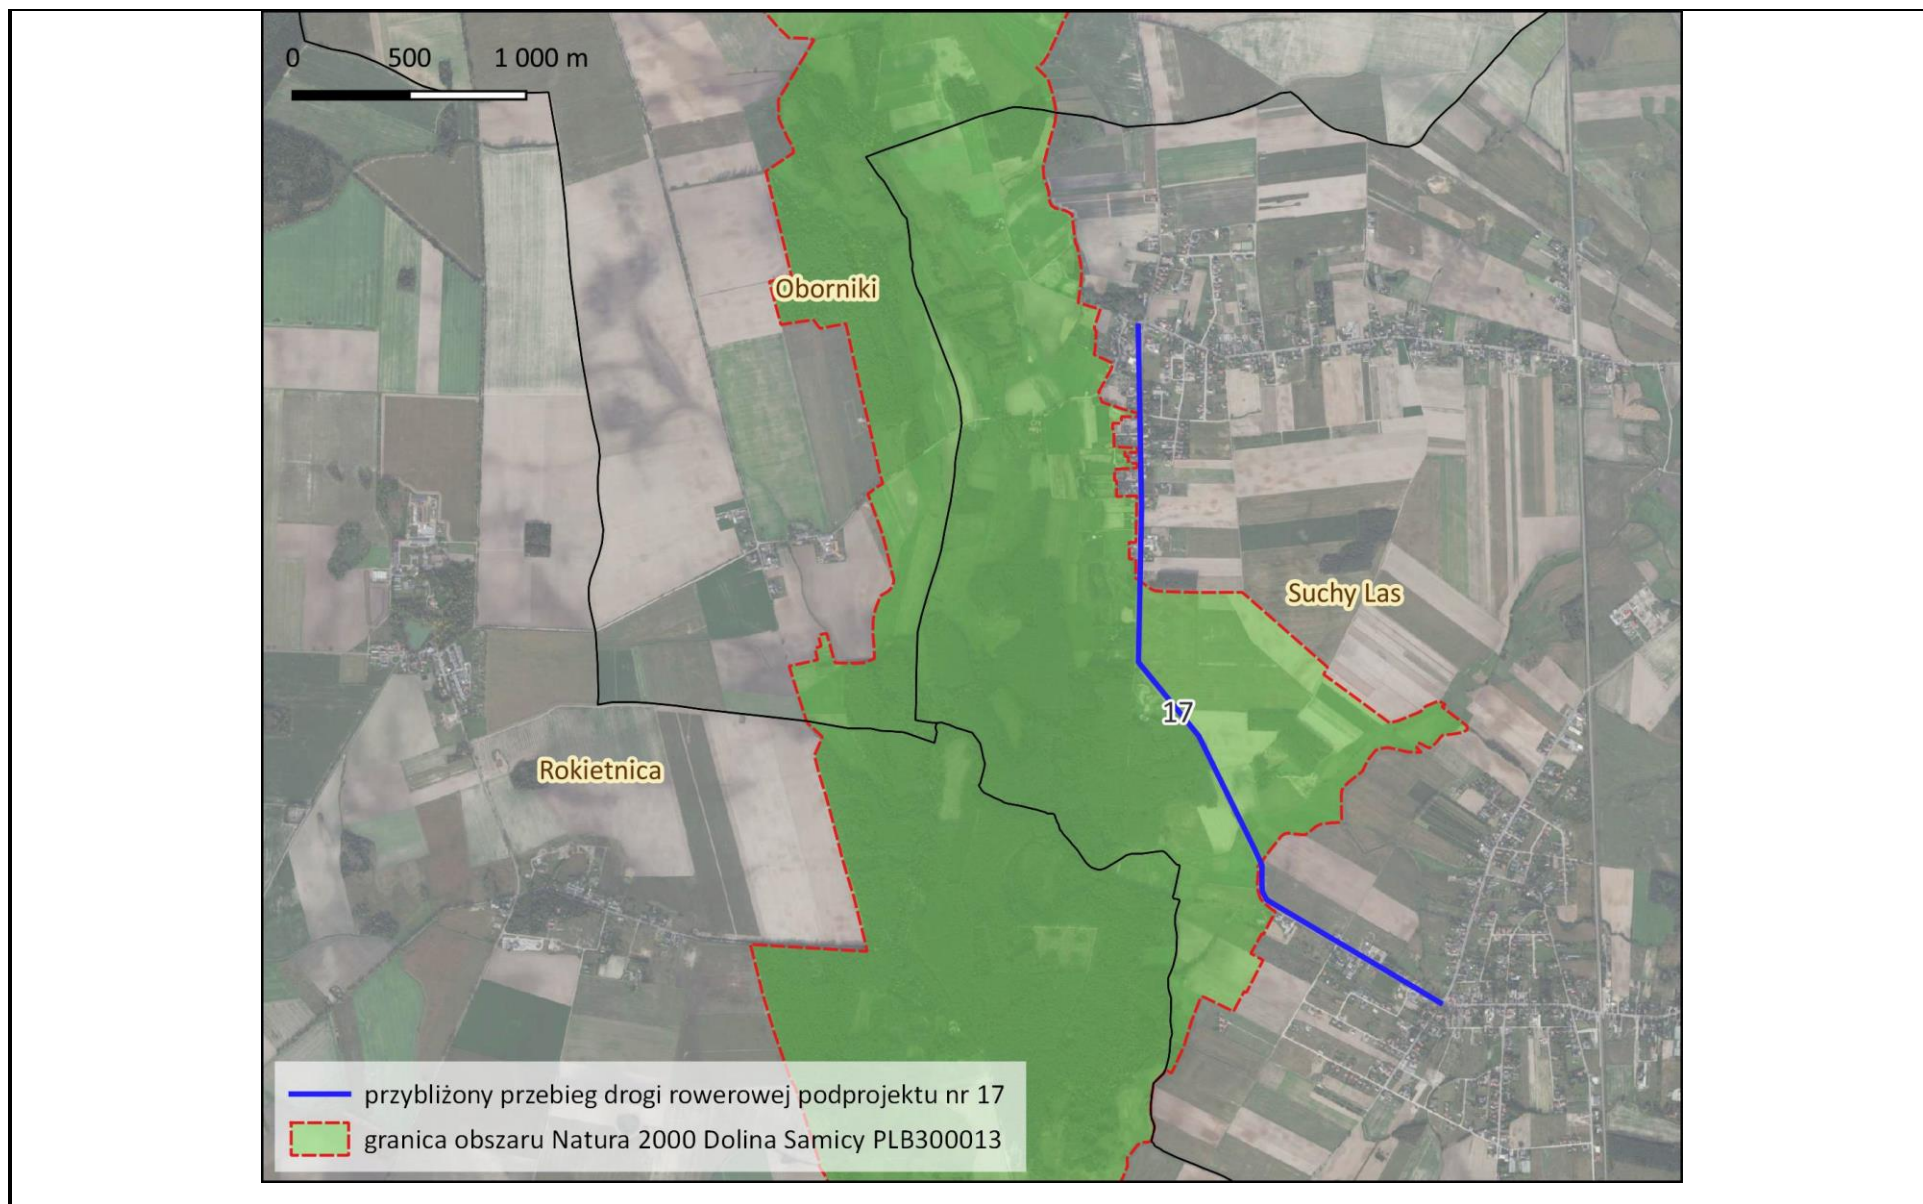 0 500 1 000 m
Oborniki
Suchy Las
17
Rokietnica
przybliżony przebieg drogi rowerowej podprojektu nr 17
granica obszaru Natura 2000 Dolina Samicy PLB300013